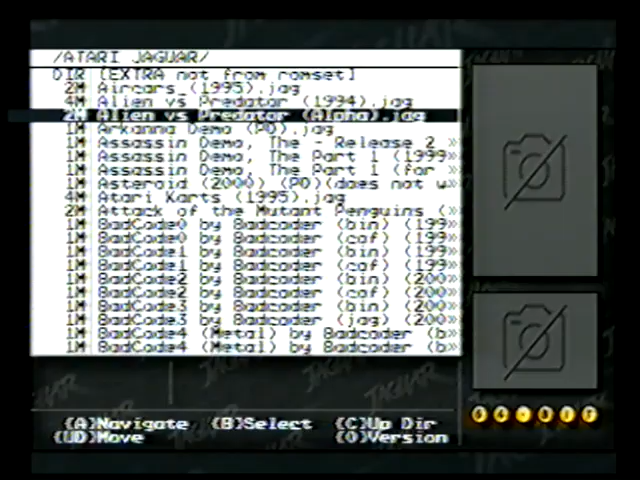 /ATARI JAGUAR/
DIR [EXTRA not from romset]
2M Aircars (1995).jag
4M Alien vs Predator (1994).jag
2M Alien vs Predator (Alpha).jag
1M Arkanna Demo (PD).jag
1M Assassin Demo, The - Release 2 »
1M Assassin Demo, The Part 1 (1999»
1M Assassin Demo, The Part 1 (for »
1M Asteroid (2000) (PD)(does not w»
4M Atari Karts (1995).jag
2M Attack of the Mutant Penguins (»
1M BadCode0 by Badcoder (bin) (199»
1M BadCode0 by Badcoder (cof) (199»
1M BadCode1 by Badcoder (bin) (199»
1M BadCode1 by Badcoder (cof) (199»
1M BadCode2 by Badcoder (bin) (200»
1M BadCode2 by Badcoder (cof) (200»
1M BadCode3 by Badcoder (bin) (200»
1M BadCode3 by Badcoder (jag) (200»
1M BadCode4 (Metal) by Badcoder (b»
1M BadCode4 (Metal) by Badcoder (b»
JAGUAR
(A)Navigate (B)Select (C)Up Dir
(UD)Move (O)Version